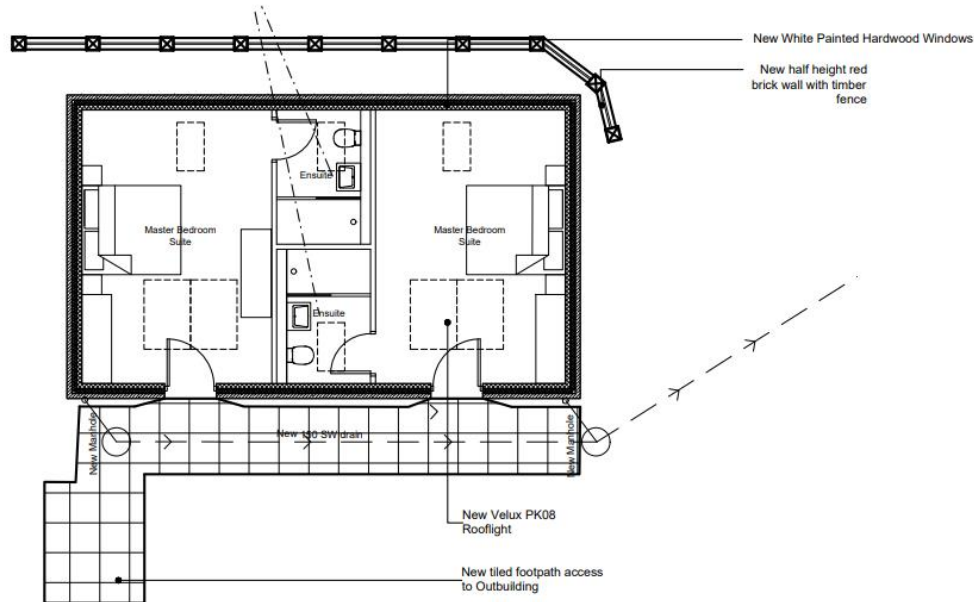 New White Painted Hardwood Windows
New half height red
brick wall with timber
fence
Ensuite
Master Bedroom
Suite
Master Bedroom
Suite
Ensuite
New Manhole
New 150 SW drain
New Manhole
New Velux PK08
Rooflight
New tiled footpath access
to Outbuilding